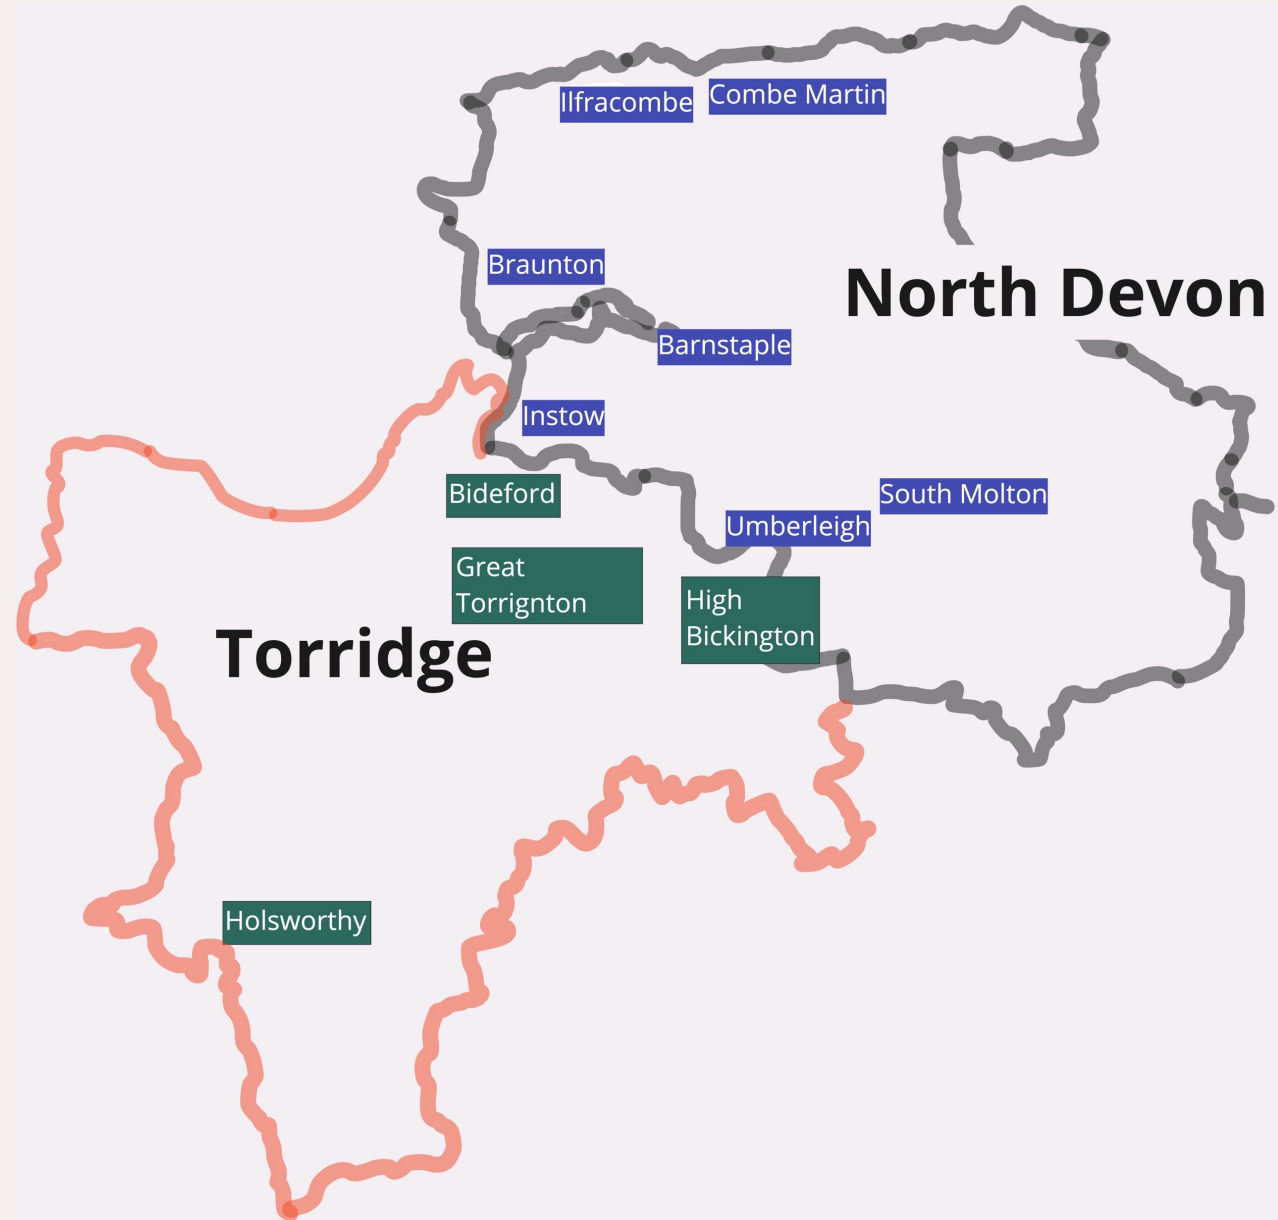 Ilfracombe
Combe Martin
Braunton
North Devon
Barnstaple
Instow
Bideford
South Molton
Umberleigh
Great
Torrignton
High
Bickington
Torridge
Holsworthy